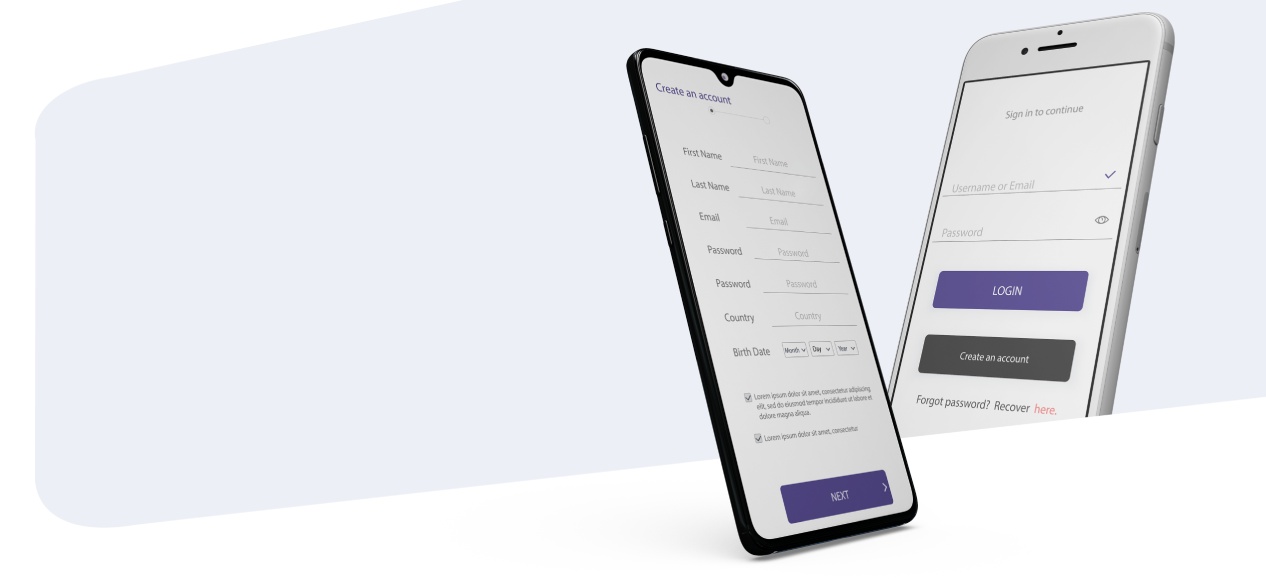 Create an account
First Name First Name
Last Name Last Name
Email Email
Password Password
Password Password
Country Country
Birth Date Month Day Year
Lorem ipsum dolor sit amet, consectetur adipiscing
elit, sed do eiusmod tempor incididunt ut labore et
dolore magna aliqua.
Lorem ipsum dolor sit amet, consectetur
NEXT
Sign in to continue
Username or Email
Password
LOGIN
Create an account
Forgot password? Recover here.